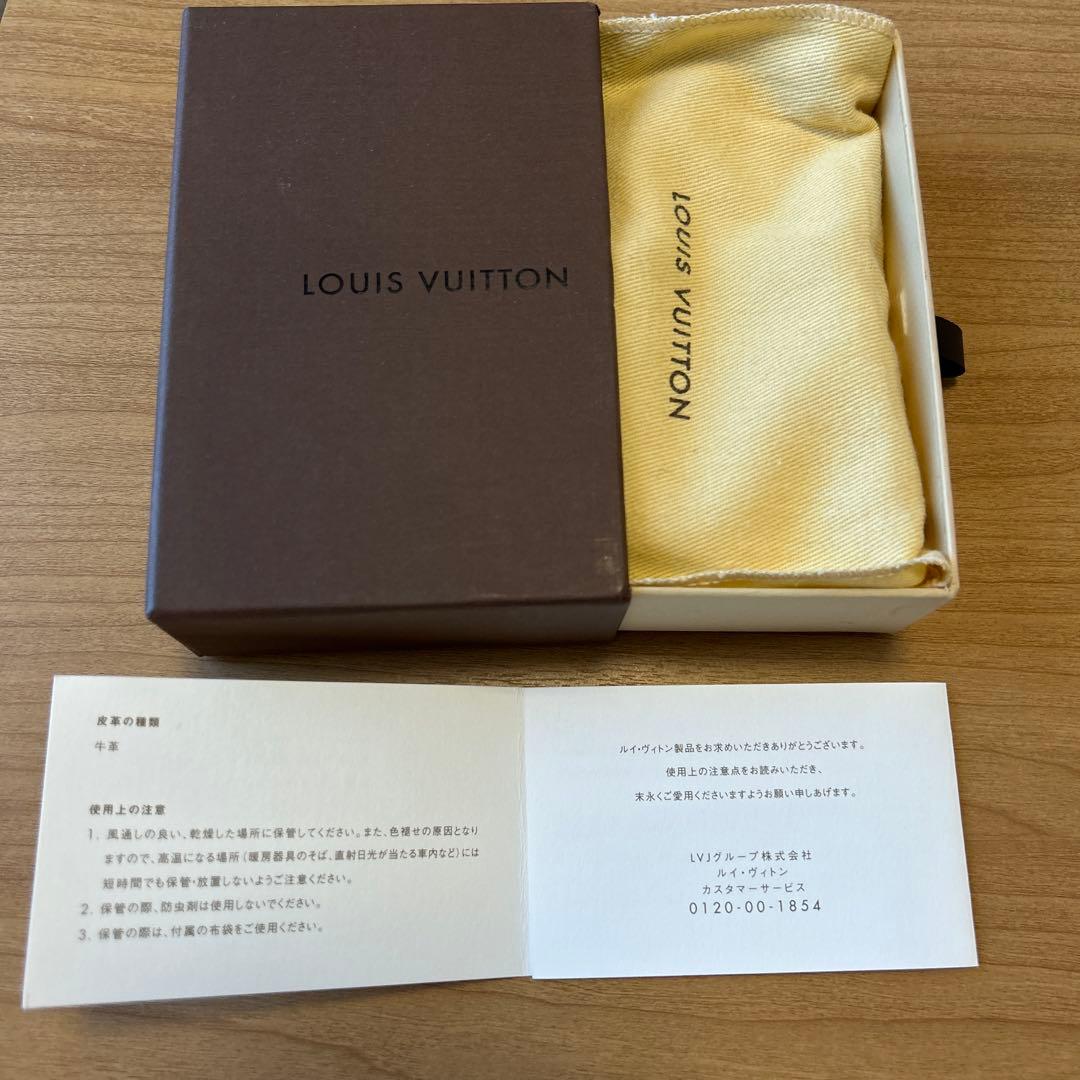 LOUIS VUITTON
LOUIS VUITTON
皮革の種類
牛革
使用上の注意
1. 風通しの良い、乾燥した場所に保管してください。また、色褪せの原因となり
ますので、高温になる場所(暖房器具のそば、直射日光が当たる車内など)には
短時間でも保管・放置しないようご注意ください。
2. 保管の際、防虫剤は使用しないでください。
3. 保管の際は、付属の布袋をご使用ください。
ルイ・ヴィトン製品をお求めいただきありがとうございます。
使用上の注意点をお読みいただき、
末永くご愛用くださいますようお願い申しあげます。
LVJグループ株式会社
ルイ・ヴィトン
カスタマーサービス
0120-00-1854